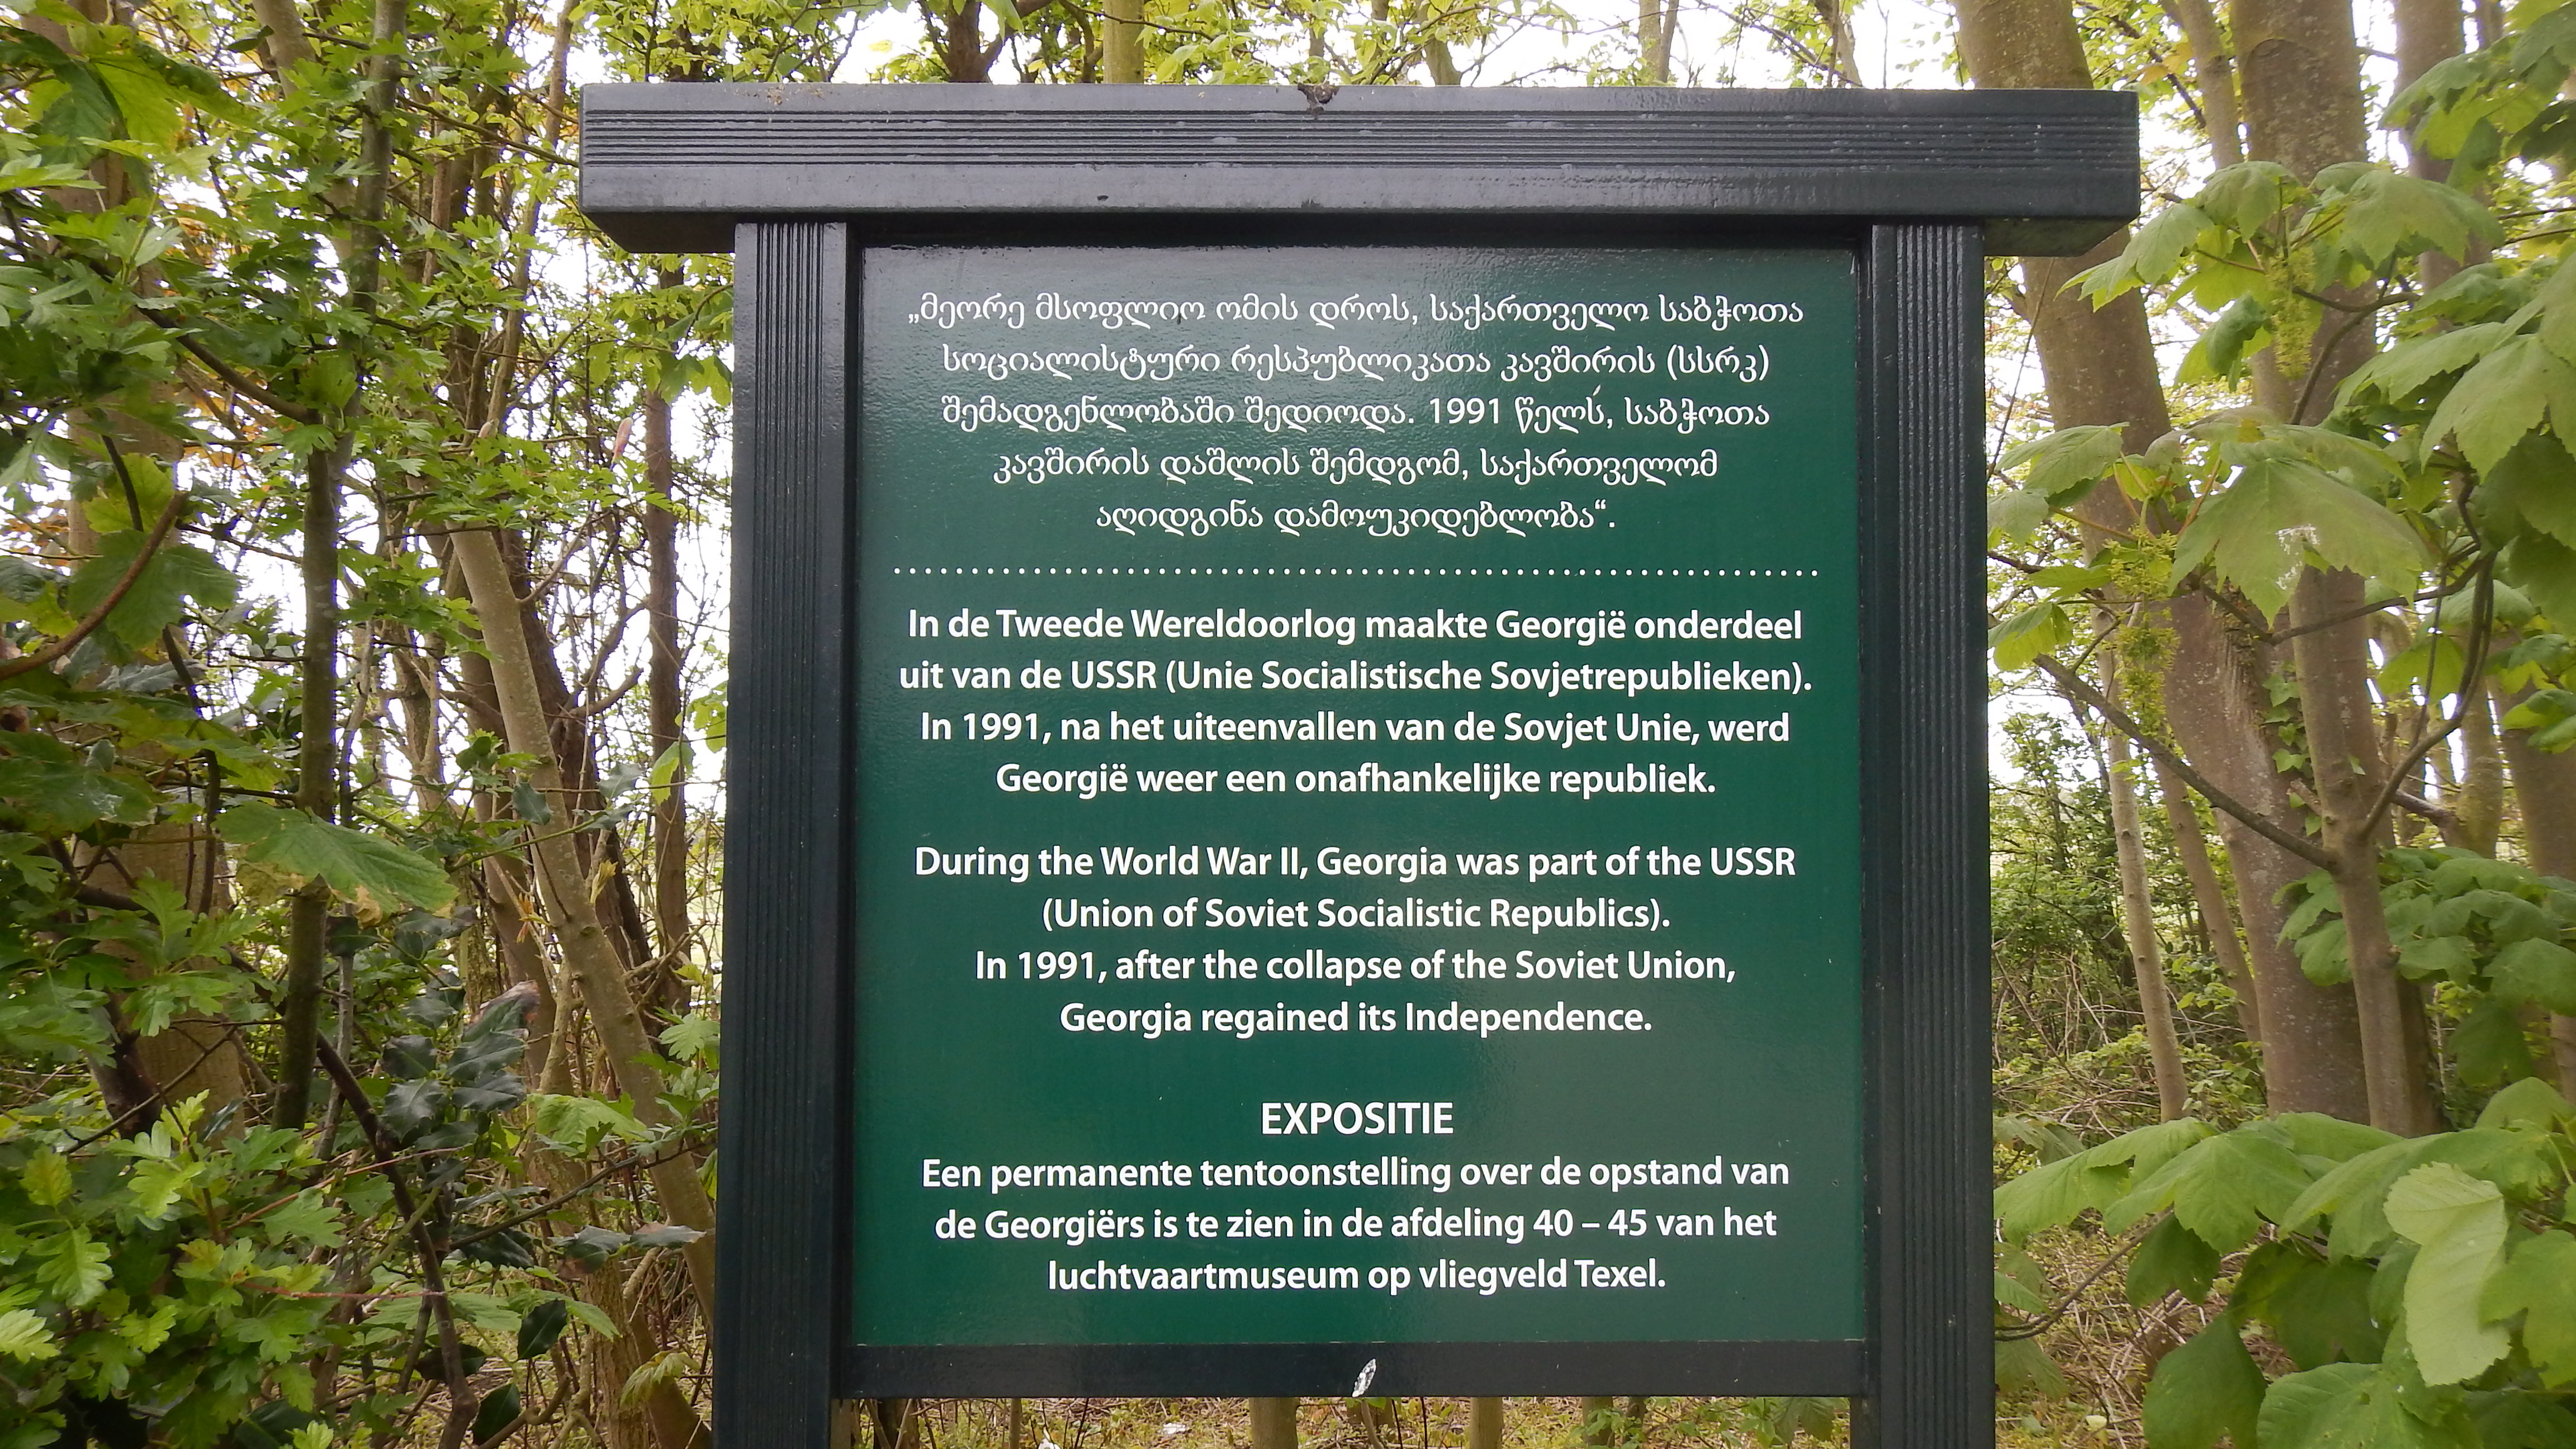 „მეორე მსოფლიო ომის დროს, საქართველო საბჭოთა
სოციალისტური რესპუბლიკათა კავშირის (სსრკ)
შემადგენლობაში შედიოდა. 1991 წელს, საბჭოთა
კავშირის დაშლის შემდგომ, საქართველომ
აღიდგინა დამოუკიდებლობა“.
In de Tweede Wereldoorlog maakte Georgië onderdeel
uit van de USSR (Unie Socialistische Sovjetrepublieken).
In 1991, na het uiteenvallen van de Sovjet Unie, werd
Georgië weer een onafhankelijke republiek.
During the World War II, Georgia was part of the USSR
(Union of Soviet Socialistic Republics).
In 1991, after the collapse of the Soviet Union,
Georgia regained its Independence.
EXPOSITIE
Een permanente tentoonstelling over de opstand van
de Georgiërs is te zien in de afdeling 40 – 45 van het
luchtvaartmuseum op vliegveld Texel.